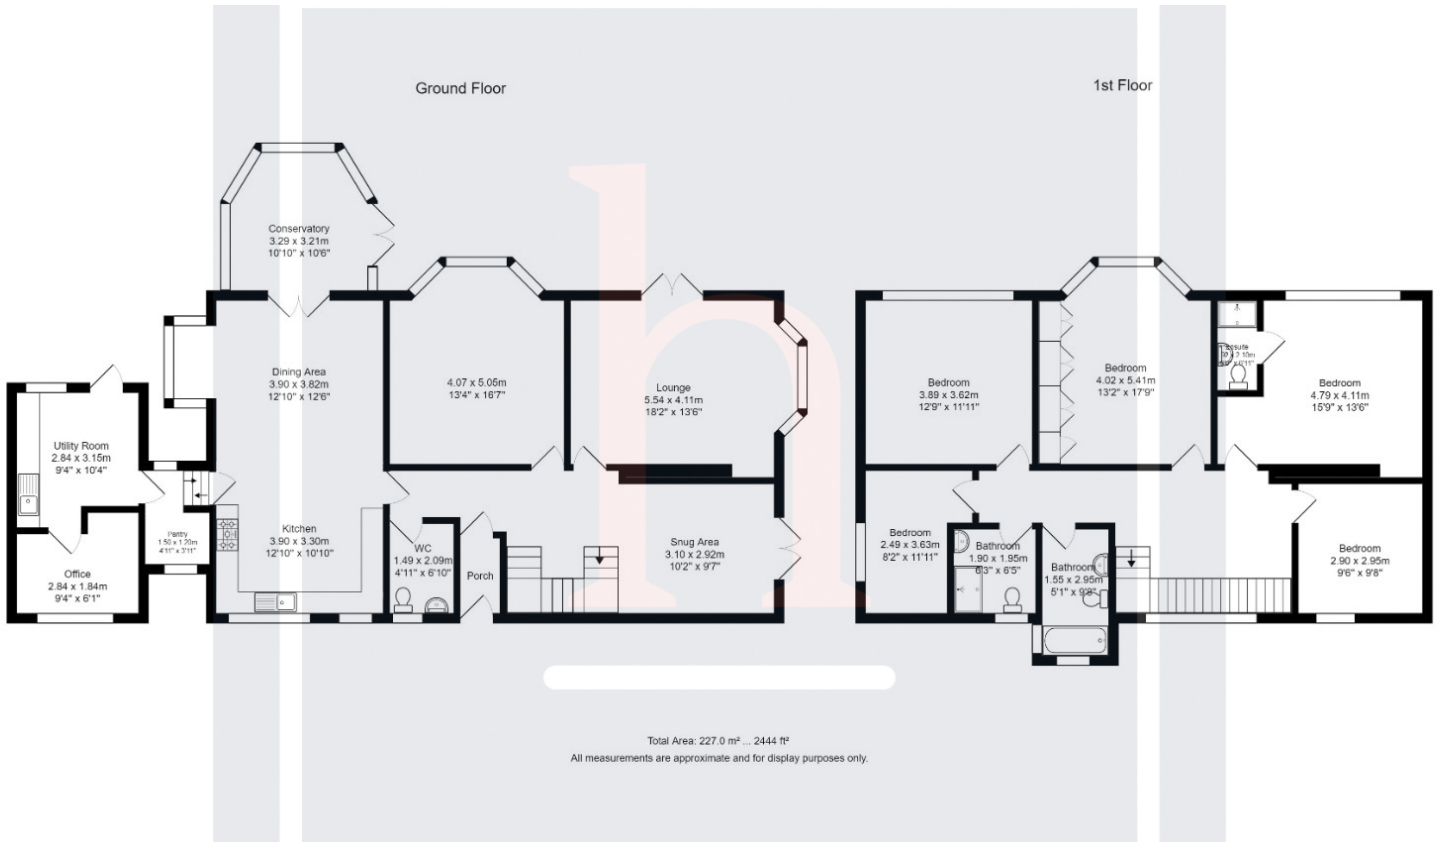 Ground Floor
1st Floor
Conservatory
3.29 x 3.21m
10'10" x 10'6"
Dining Area
3.90 x 3.82m
12'10" x 12'6"
4.07 x 5.05m
13'4" x 16'7"
Lounge
5.54 x 4.11m
18'2" x 13'6"
Utility Room
2.84 x 3.15m
9'4" x 10'4"
Pantry
1.50 x 1.20m
4'11" x 3'11"
Office
2.84 x 1.84m
9'4" x 6'1"
Kitchen
3.90 x 3.30m
12'10" x 10'10"
WC
1.49 x 2.09m
4'11" x 6'10"
Porch
Snug Area
3.10 x 2.92m
10'2" x 9'7"
Bedroom
3.89 x 3.62m
12'9" x 11'11"
Bedroom
4.02 x 5.41m
13'2" x 17'9"
Ensuite
x 2.10m
x 6'11"
Bedroom
4.79 x 4.11m
15'9" x 13'6"
Bedroom
2.49 x 3.63m
8'2" x 11'11"
Bathroom
1.90 x 1.95m
6'3" x 6'5"
Bathroom
1.55 x 2.95m
5'1" x 9'8"
Bedroom
2.90 x 2.95m
9'6" x 9'8"
h
Total Area: 227.0 m² ... 2444 ft²
All measurements are approximate and for display purposes only.